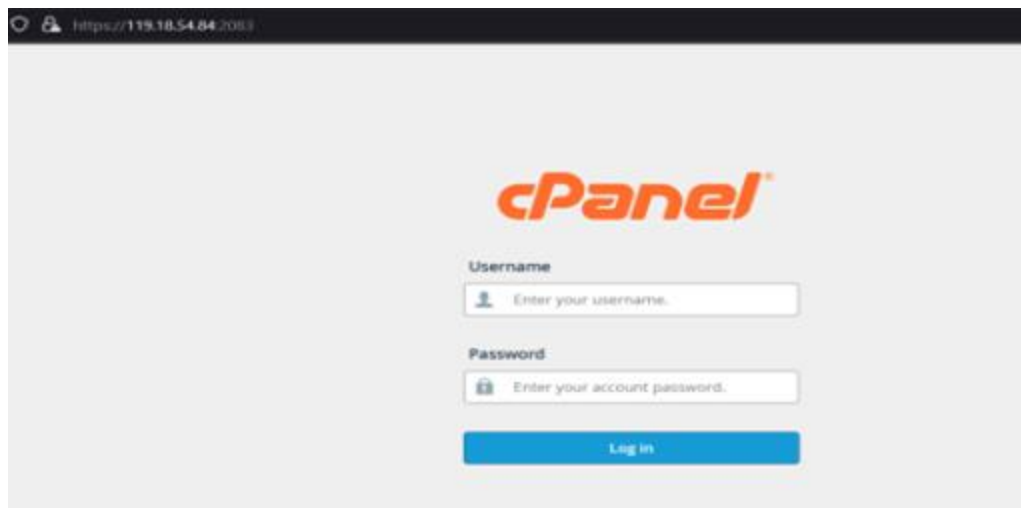 https://119.18.54.84:2083
cPanel®
Username
Enter your username.
Password
Enter your account password.
Log in